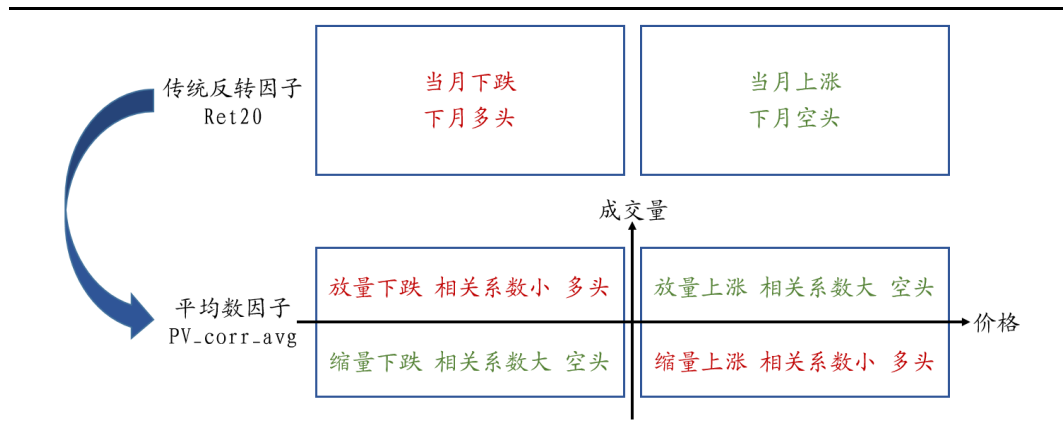 传统反转因子
Ret20
当月下跌
下月多头
当月上涨
下月空头
成交量
平均数因子
PV_corr_avg
放量下跌 相关系数小 多头
放量上涨 相关系数大 空头
价格
缩量下跌 相关系数大 空头
缩量上涨 相关系数小 多头